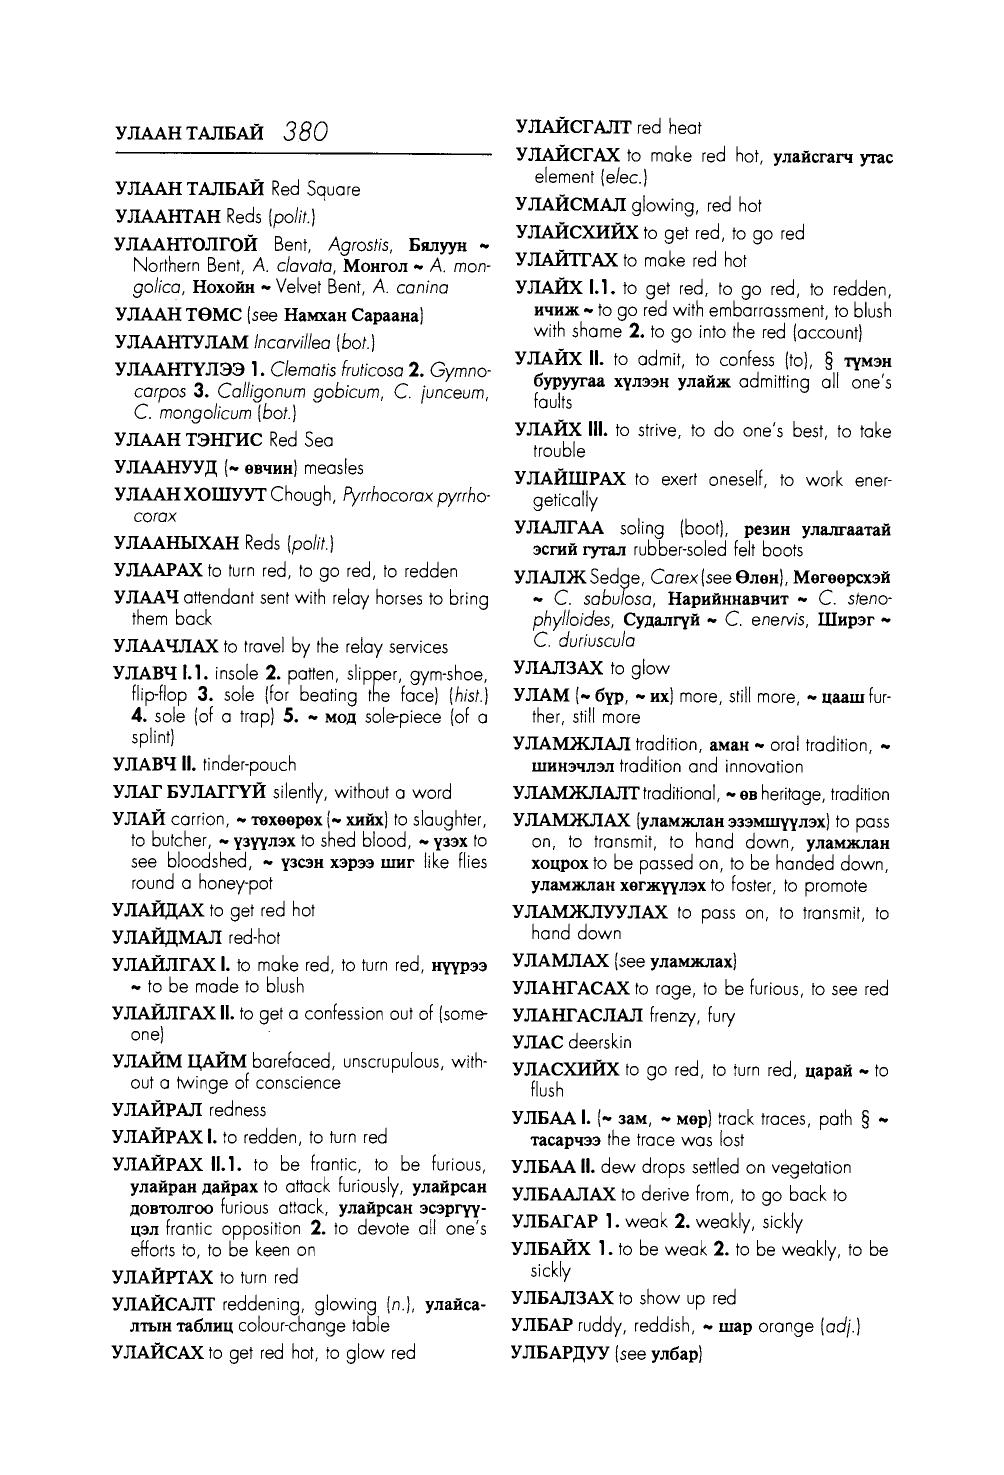 УЛААН ТАЛБАЙ 380
УЛААН ТАЛБАЙ Red Square
УЛААНТАН Reds (polit.)
УЛААНТОЛГОЙ Bent, Agrostis, Бялуун ~
Northern Bent, A. clavata, Монгол ~ A. mon-
golica, Нохойн ~ Velvet Bent, A. canina
УЛААН ТӨМС (see Намхан Сараана)
УЛААНТУЛАМ Incarvillea (bot.)
УЛААНТҮЛЭЭ 1. Clematis fruticosa 2. Gymno-
carpos 3. Calligonum gobicum, C. junceum,
C. mongolicum (bot.)
УЛААН ТЭНГИС Red Sea
УЛААНУУД (~ өвчин) measles
УЛААН ХОШУУТ Chough, Pyrrhocorax pyrrho-
corax
УЛААНЫХАН Reds (polit.)
УЛААРАХ to turn red, to go red, to redden
УЛААЧ attendant sent with relay horses to bring
them back
УЛААЧЛАХ to travel by the relay services
УЛАВЧ I.1. insole 2. patten, slipper, gym-shoe,
flip-flop 3. sole (for beating the face) (hist.)
4. sole (of a trap) 5. ~ мод sole-piece (of a
splint)
УЛАВЧ II. tinder-pouch
УЛАГ БУЛАГГҮЙ silently, without a word
УЛАЙ carrion, ~ төхөөрөх (~ хийх) to slaughter,
to butcher, ~ үзүүлэх to shed blood, ~ үзэх to
see bloodshed, ~ үзсэн хэрээ шиг like flies
round a honey-pot
УЛАЙДАХ to get red hot
УЛАЙДМАЛ red-hot
УЛАЙЛГАХ I. to make red, to turn red, нүүрээ
~ to be made to blush
УЛАЙЛГАХ II. to get a confession out of (some-
one)
УЛАЙМ ЦАЙМ barefaced, unscrupulous, with-
out a twinge of conscience
УЛАЙРАЛ redness
УЛАЙРАХ I. to redden, to turn red
УЛАЙРАХ II.1. to be frantic, to be furious,
улайран дайрах to attack furiously, улайрсан
довтолгоо furious attack, улайрсан эсэргүү-
цэл frantic opposition 2. to devote all one's
efforts to, to be keen on
УЛАЙРТАХ to turn red
УЛАЙСАЛТ reddening, glowing (n.), улайса-
лтын таблиц colour-change table
УЛАЙСАХ to get red hot, to glow red
УЛАЙСГАЛТ red heat
УЛАЙСГАХ to make red hot, улайсгагч утас
element (elec.)
УЛАЙСМАЛ glowing, red hot
УЛАЙСХИЙХ to get red, to go red
УЛАЙТГАХ to make red hot
УЛАЙХ I.1. to get red, to go red, to redden,
ичиж ~ to go red with embarrassment, to blush
with shame 2. to go into the red (account)
УЛАЙХ II. to admit, to confess (to), § түмэн
буруугаа хүлээн улайж admitting all one's
faults
УЛАЙХ III. to strive, to do one's best, to take
trouble
УЛАЙШРАХ to exert oneself, to work ener-
getically
УЛАЛГАА soling (boot), резин улалгаатай
эсгий гутал rubber-soled felt boots
УЛАЛЖ Sedge, Carex (see Өлөн), Мөгөөрсхэй
~ C. sabulosa, Нарийннавчит ~ C. steno-
phylloides, Судалгүй ~ C. enervis, Ширэг ~
C. duriuscula
УЛАЛЗАХ to glow
УЛАМ (~ бүр, ~ их) more, still more, ~ цааш fur-
ther, still more
УЛАМЖЛАЛ tradition, аман ~ oral tradition, ~
шинэчлэл tradition and innovation
УЛАМЖЛАЛТ traditional, ~ өв heritage, tradition
УЛАМЖЛАХ (уламжлан эзэмшүүлэх) to pass
on, to transmit, to hand down, уламжлан
хоцрох to be passed on, to be handed down,
уламжлан хөгжүүлэх to foster, to promote
УЛАМЖЛУУЛАХ to pass on, to transmit, to
hand down
УЛАМЛАХ (see уламжлах)
УЛАНГАСАХ to rage, to be furious, to see red
УЛАНГАСЛАЛ frenzy, fury
УЛАС deerskin
УЛАСХИЙХ to go red, to turn red, царай ~ to
flush
УЛБАА I. (~ зам, ~ мөр) track traces, path § ~
тасарчээ the trace was lost
УЛБАА II. dew drops settled on vegetation
УЛБААЛАХ to derive from, to go back to
УЛБАГАР 1. weak 2. weakly, sickly
УЛБАЙХ 1. to be weak 2. to be weakly, to be
sickly
УЛБАЛЗАХ to show up red
УЛБАР ruddy, reddish, ~ шар orange (adj.)
УЛБАРДУУ (see улбар)